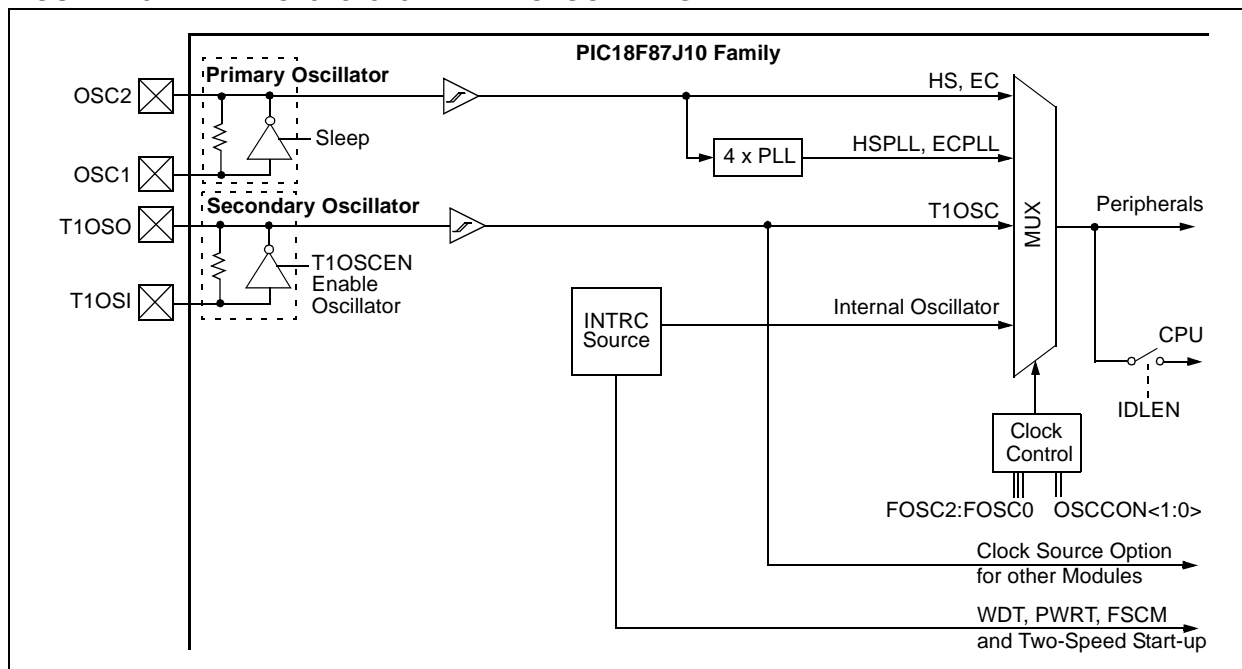 PIC18F87J10 Family
Primary Oscillator
OSC2
HS, EC
Sleep
4 x PLL
HSPLL, ECPLL
OSC1
Secondary Oscillator
T1OSO
T1OSC
MUX
Peripherals
T1OSCEN
Enable
Oscillator
T1OSI
INTRC
Source
Internal Oscillator
CPU
IDLEN
Clock
Control
FOSC2:FOSC0
OSCCON<1:0>
Clock Source Option
for other Modules
WDT, PWRT, FSCM
and Two-Speed Start-up